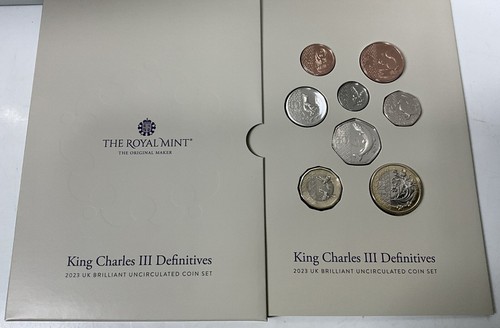 THE ROYAL MINT®
THE ORIGINAL MAKER
King Charles III Definitives
2023 UK BRILLIANT UNCIRCULATED COIN SET
King Charles III Definitives
2023 UK BRILLIANT UNCIRCULATED COIN SET